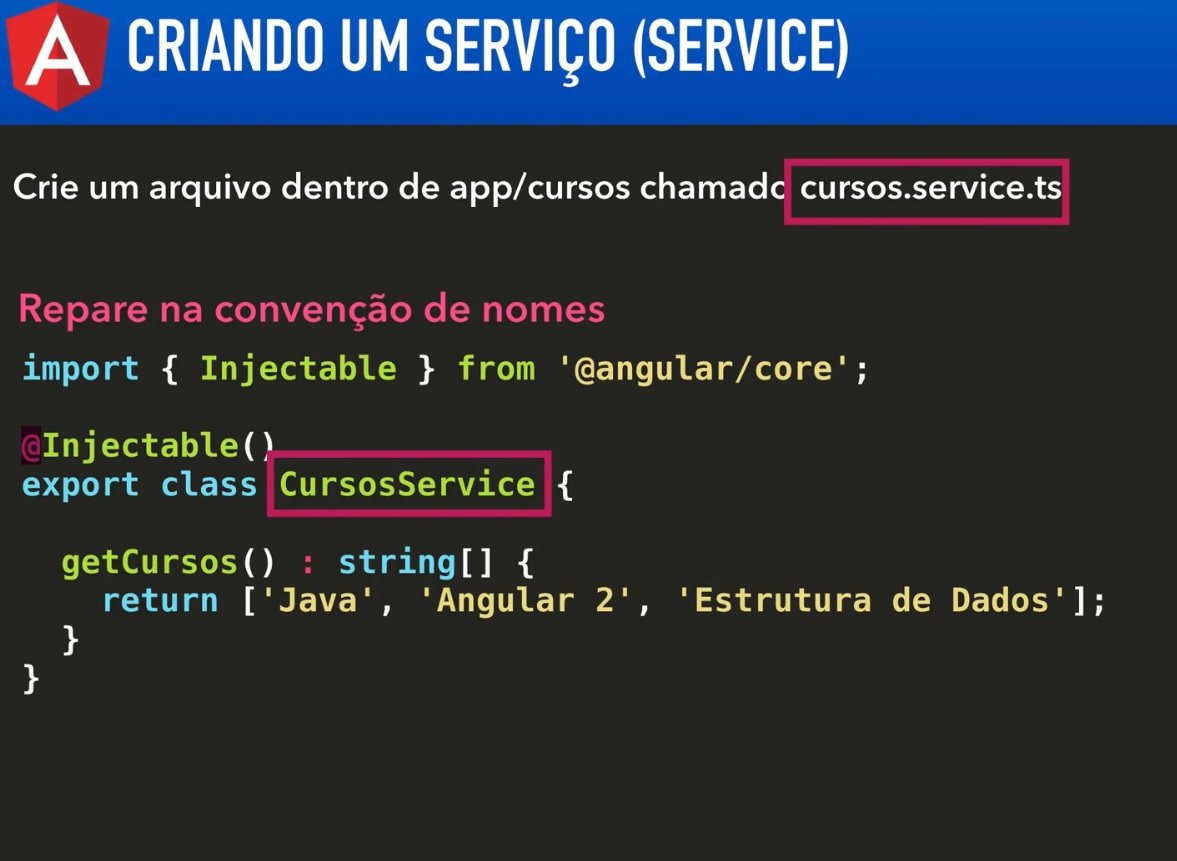 CRIANDO UM SERVIÇO (SERVICE)
Crie um arquivo dentro de app/cursos chamado cursos.service.ts
Repare na convenção de nomes
import { Injectable } from '@angular/core';
@Injectable()
export class CursosService {
getCursos() : string[] {
return ['Java', 'Angular 2', 'Estrutura de Dados'];
}
}